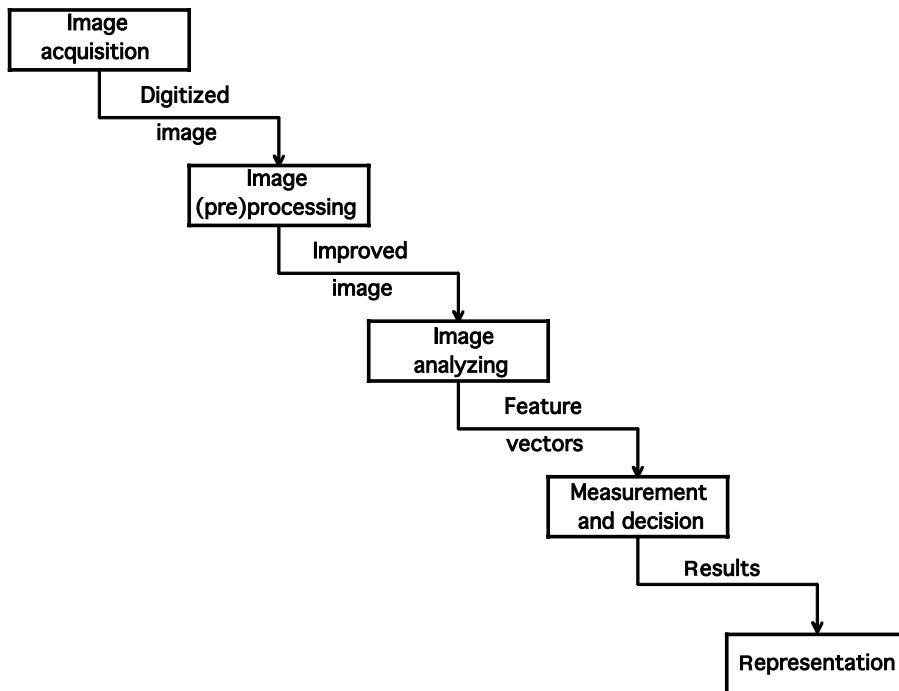 Image
acquisition
Digitized
image
Image
(pre)processing
Improved
image
Image
analyzing
Feature
vectors
Measurement
and decision
Results
Representation